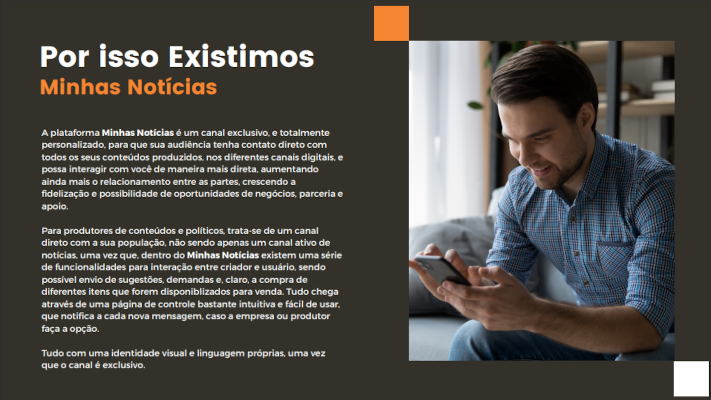 Por isso Existimos
Minhas Notícias
A plataforma Minhas Notícias é um canal exclusivo, e totalmente
personalizado, para que sua audiência tenha contato direto com
todos os seus conteúdos produzidos, nos diferentes canais digitais, e
possa interagir com você de maneira mais direta, aumentando
ainda mais o relacionamento entre as partes, crescendo a
fidelização e possibilidade de oportunidades de negócios, parceria e
apoio.
Para produtores de conteúdos e políticos, trata-se de um canal
direto com a sua população, não sendo apenas um canal ativo de
notícias, uma vez que, dentro do Minhas Notícias existem uma série
de funcionalidades para interação entre criador e usuário, sendo
possível envio de sugestões, demandas e, claro, a compra de
diferentes itens que forem disponiblizados para venda. Tudo chega
através de uma página de controle bastante intuitiva e fácil de usar,
que notifica a cada nova mensagem, caso a empresa ou produtor
faça a opção.
Tudo com uma identidade visual e linguagem próprias, uma vez
que o canal é exclusivo.